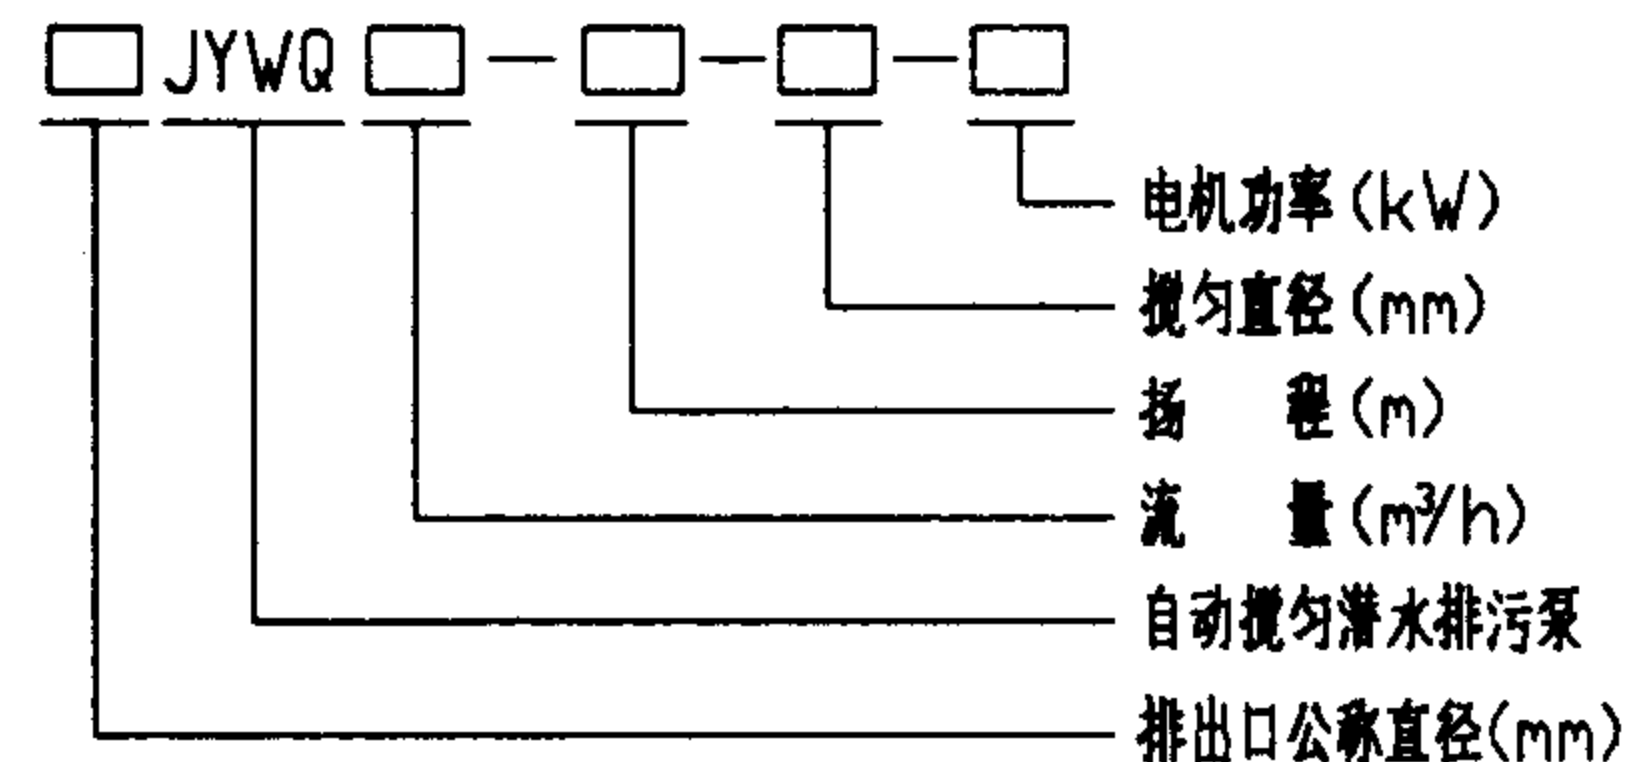 □JYWQ□—□—□—□
电机功率(kW)
搅匀直径(mm)
扬 程(m)
流 量(m³/h)
自动搅匀潜水排污泵
排出口公称直径(mm)